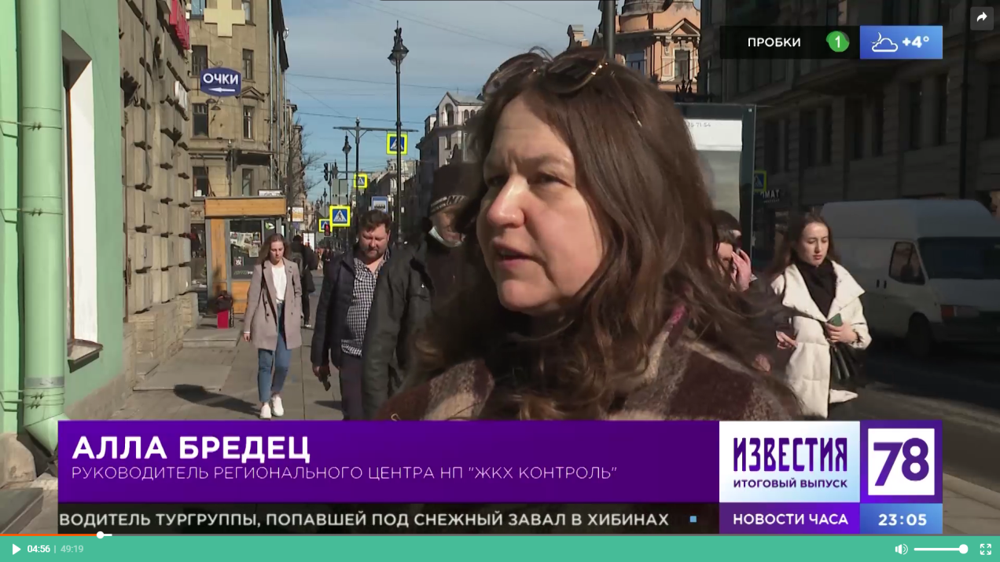 ПРОБКИ 1 +4°
ОЧКИ
АЛЛА БРЕДЕЦ
РУКОВОДИТЕЛЬ РЕГИОНАЛЬНОГО ЦЕНТРА НП "ЖКХ КОНТРОЛЬ"
ИЗВЕСТИЯ
ИТОГОВЫЙ ВЫПУСК
78
ВОДИТЕЛЬ ТУРГРУППЫ, ПОПАВШЕЙ ПОД СНЕЖНЫЙ ЗАВАЛ В ХИБИНАХ
НОВОСТИ ЧАСА 23:05
04:56 | 49:19